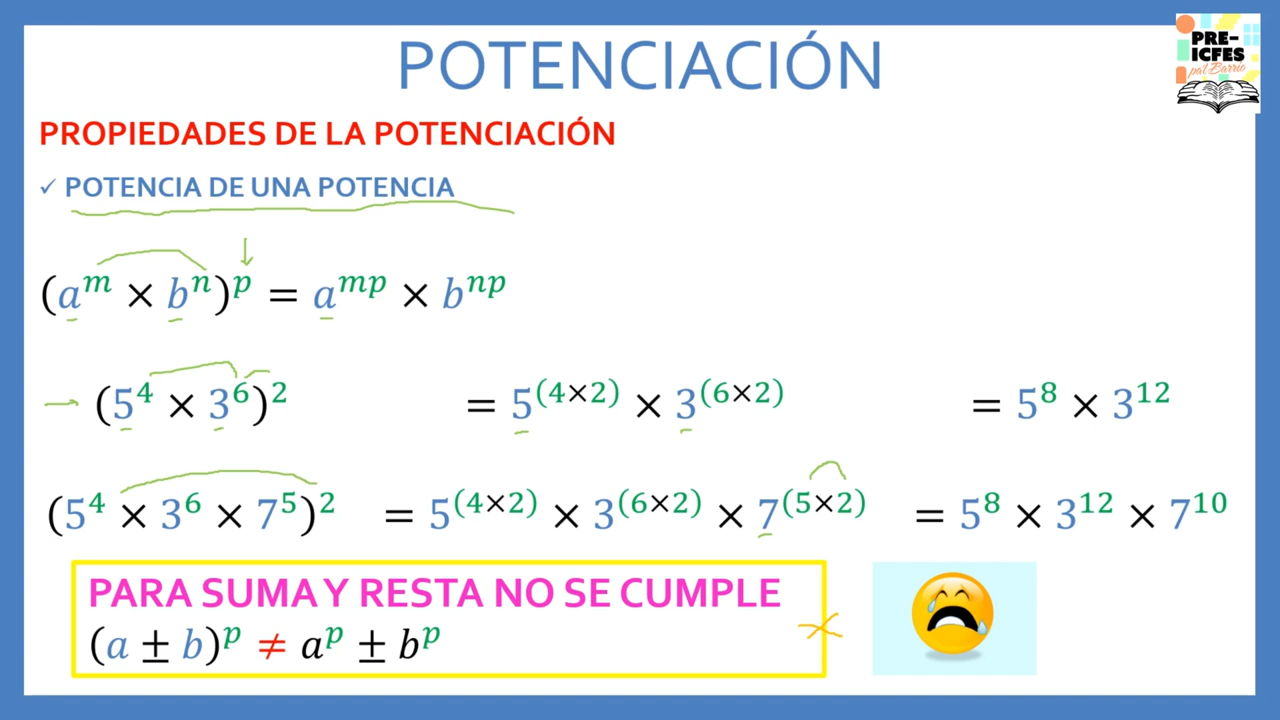 POTENCIACIÓN
PRE-
ICFES
pal Barrio
PROPIEDADES DE LA POTENCIACIÓN
✓ POTENCIA DE UNA POTENCIA
(a^m × b^n)^p = a^{mp} × b^{np}
(5^4 × 3^6)^2 = 5^{(4×2)} × 3^{(6×2)} = 5^8 × 3^{12}
(5^4 × 3^6 × 7^5)^2 = 5^{(4×2)} × 3^{(6×2)} × 7^{(5×2)} = 5^8 × 3^{12} × 7^{10}
PARA SUMA Y RESTA NO SE CUMPLE
(a ± b)^p ≠ a^p ± b^p